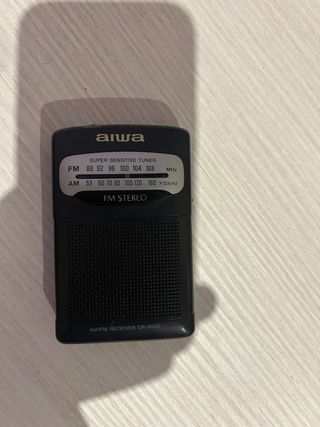 aiwa
SUPER SENSITIVE TUNER
FM 88 92 96 100 104 108 MHz
AM 53 60 70 80 100 120 160 ×10kHz
FM STEREO
AM/FM RECEIVER